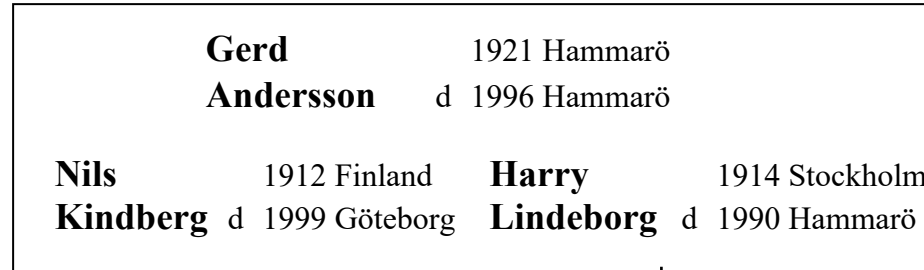 Gerd 1921 Hammarö
Andersson d 1996 Hammarö
Nils 1912 Finland Harry 1914 Stockholm
Kindberg d 1999 Göteborg Lindeborg d 1990 Hammarö